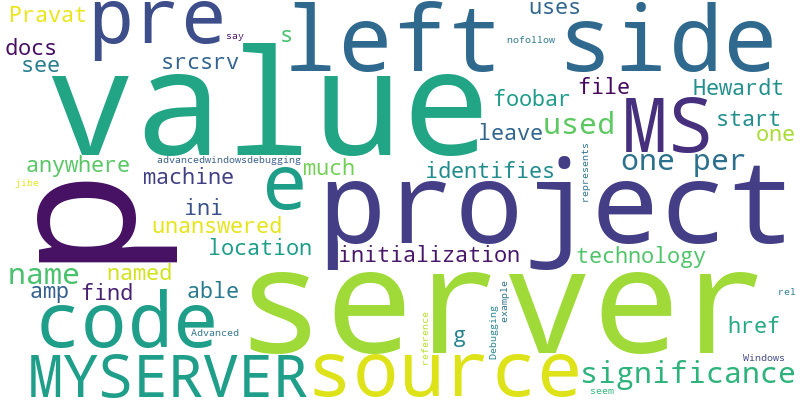 Pravat
pre
say
s
left side
uses
nofollow
docs
see
srcsrv
value
foobar
file
MS
Hewardt
start
one
leave
used
anywhere
advancedwindowsdebugging
much
machine
e
identifies
represents
one per
jibe
d
ini
project
unanswered
location
initialization
technology
name
named
amp
find
able
server
rel
code
Advanced
g
Debugging
example
reference
href
MYSERVER
source
Windows
significance
seem